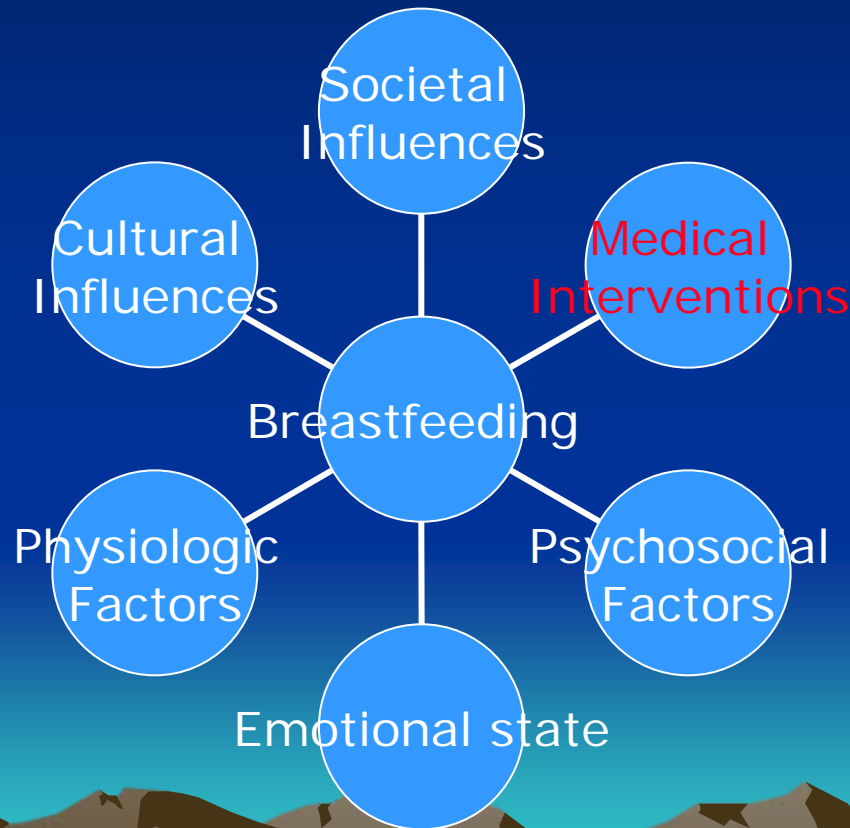 Societal
Influences
Cultural
Influences
Medical
Interventions
Breastfeeding
Physiologic
Factors
Psychosocial
Factors
Emotional state